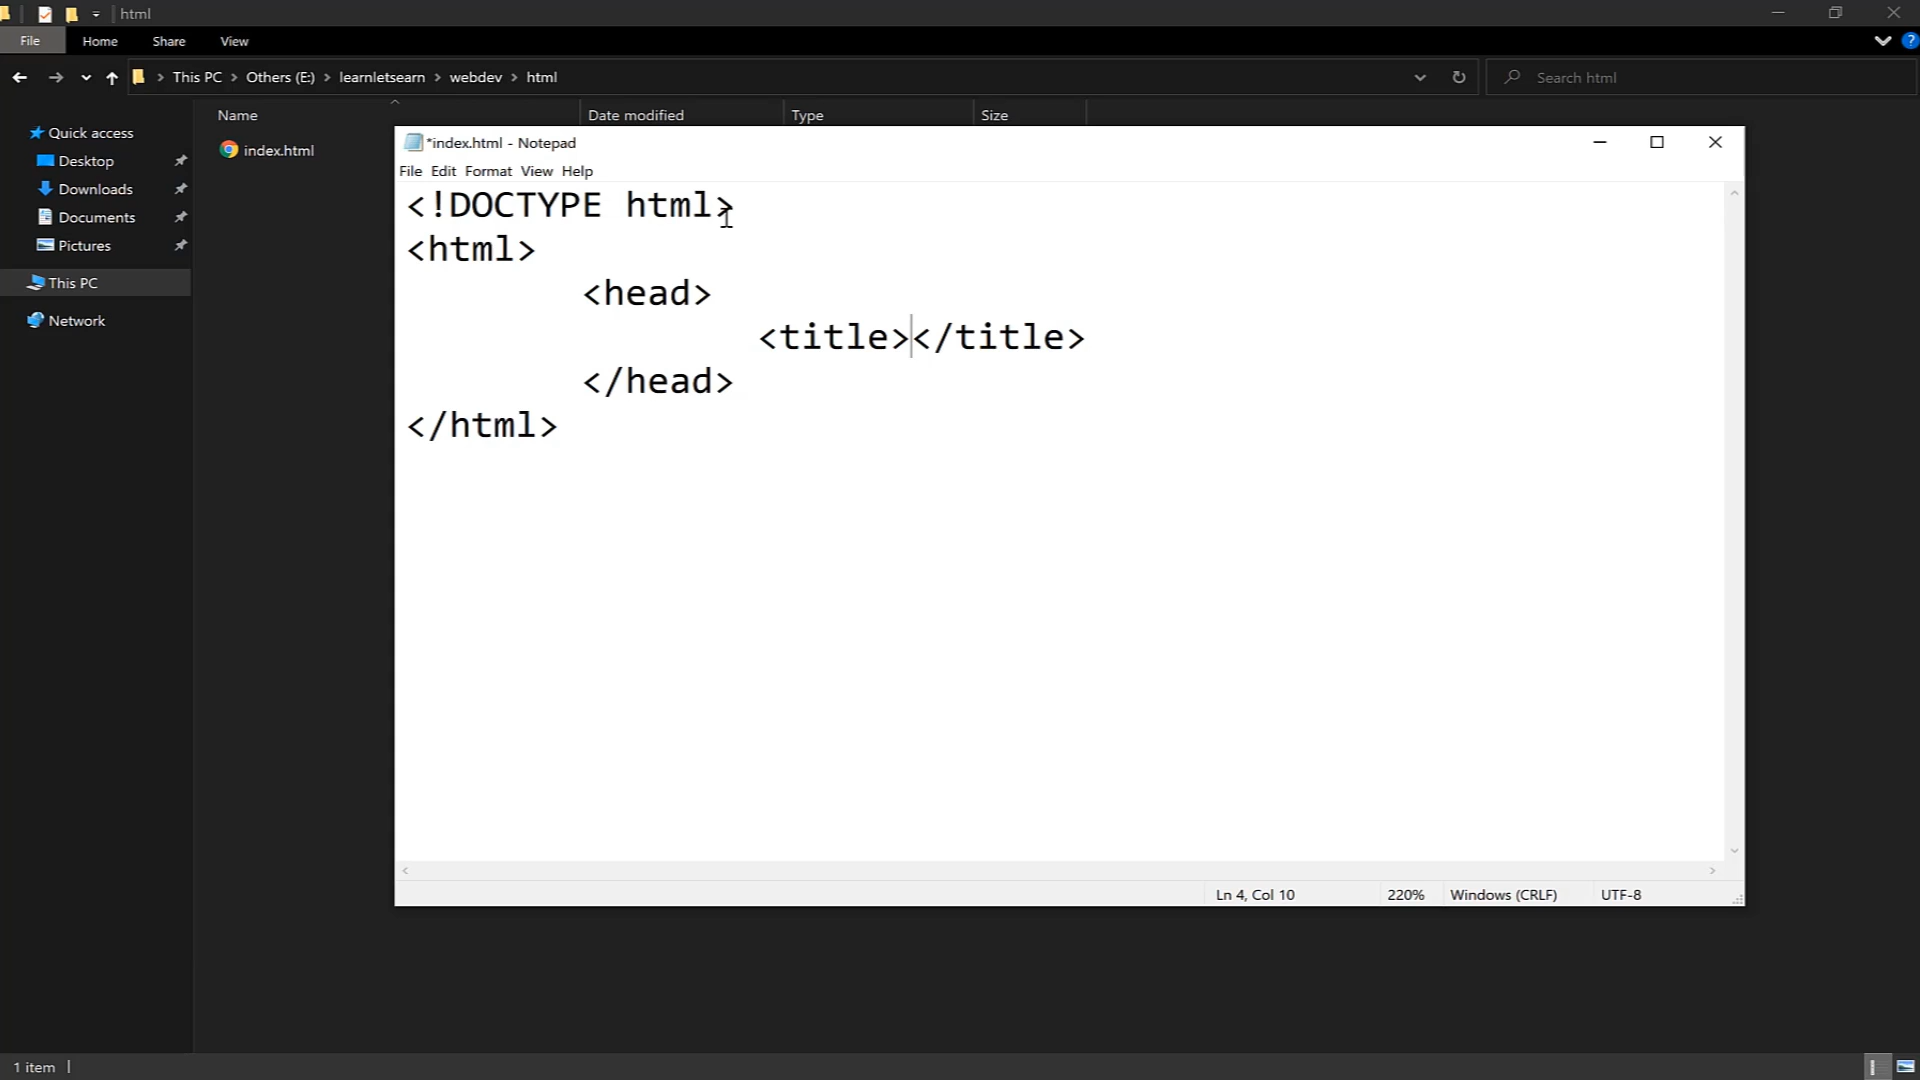 html
File Home Share View
This PC Others (E:) learnletsearn webdev html
Search html
Name Date modified Type Size
Quick access
Desktop
Downloads
Documents
Pictures
This PC
Network
index.html
*index.html - Notepad
File Edit Format View Help
<!DOCTYPE html>
<html>
<head>
<title></title>
</head>
</html>
Ln 4, Col 10 220% Windows (CRLF) UTF-8
1 item